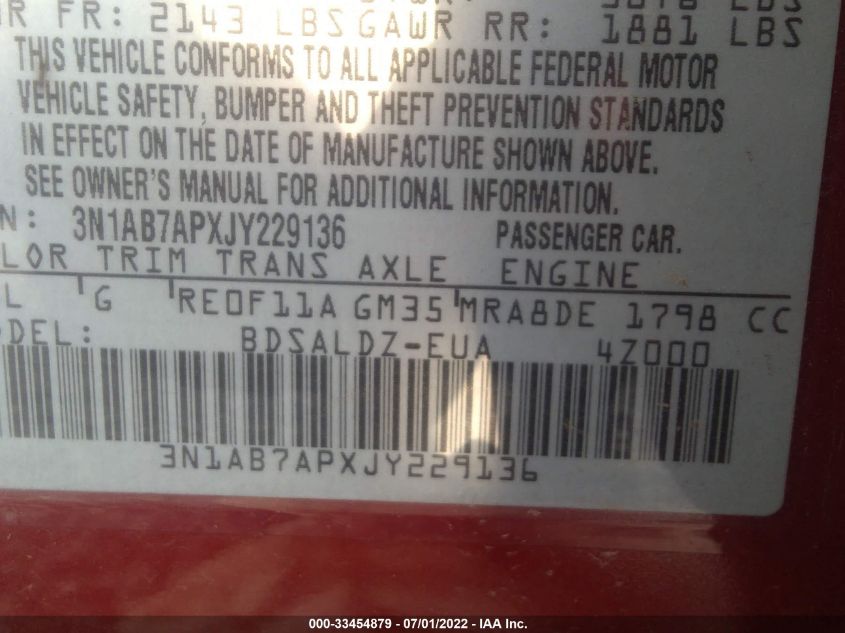 R FR: 2143 LBS GAWR RR: 1881 LBS
THIS VEHICLE CONFORMS TO ALL APPLICABLE FEDERAL MOTOR
VEHICLE SAFETY, BUMPER AND THEFT PREVENTION STANDARDS
IN EFFECT ON THE DATE OF MANUFACTURE SHOWN ABOVE.
SEE OWNER'S MANUAL FOR ADDITIONAL INFORMATION.
N: 3N1AB7APXJY229136 PASSENGER CAR.
LOR TRIM TRANS AXLE ENGINE
L G RE0F11A GM35 MRA8DE 1798 CC
DEL: BDSALDZ-EUA 4Z000
3N1AB7APXJY229136
000-33454879 - 07/01/2022 - IAA Inc.